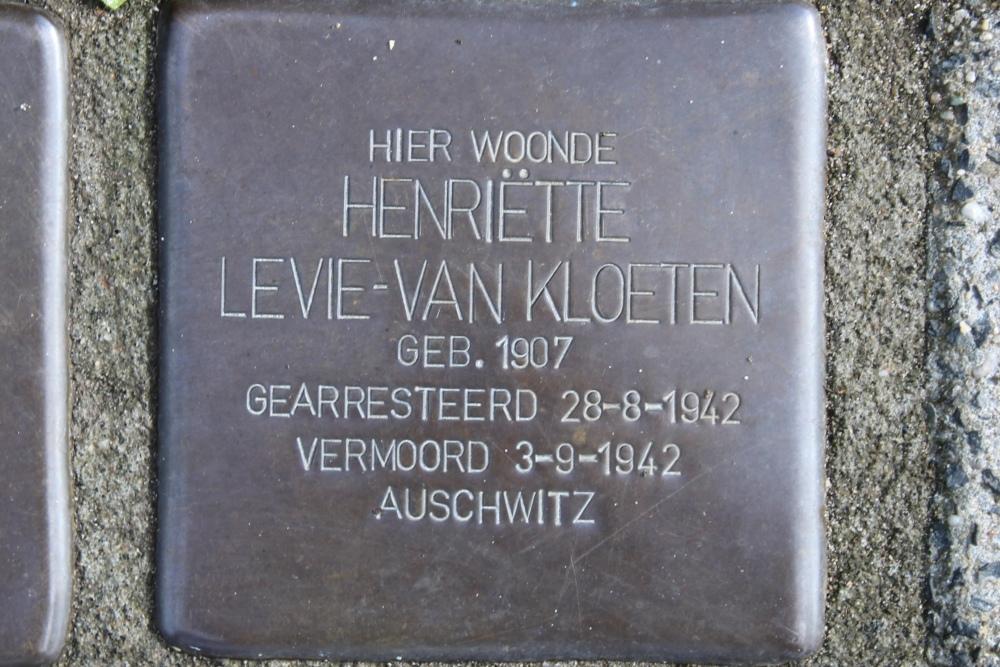 HIER WOONDE
HENRIËTTE
LEVIE-VAN KLOETEN
GEB. 1907
GEARRESTEERD 28-8-1942
VERMOORD 3-9-1942
AUSCHWITZ